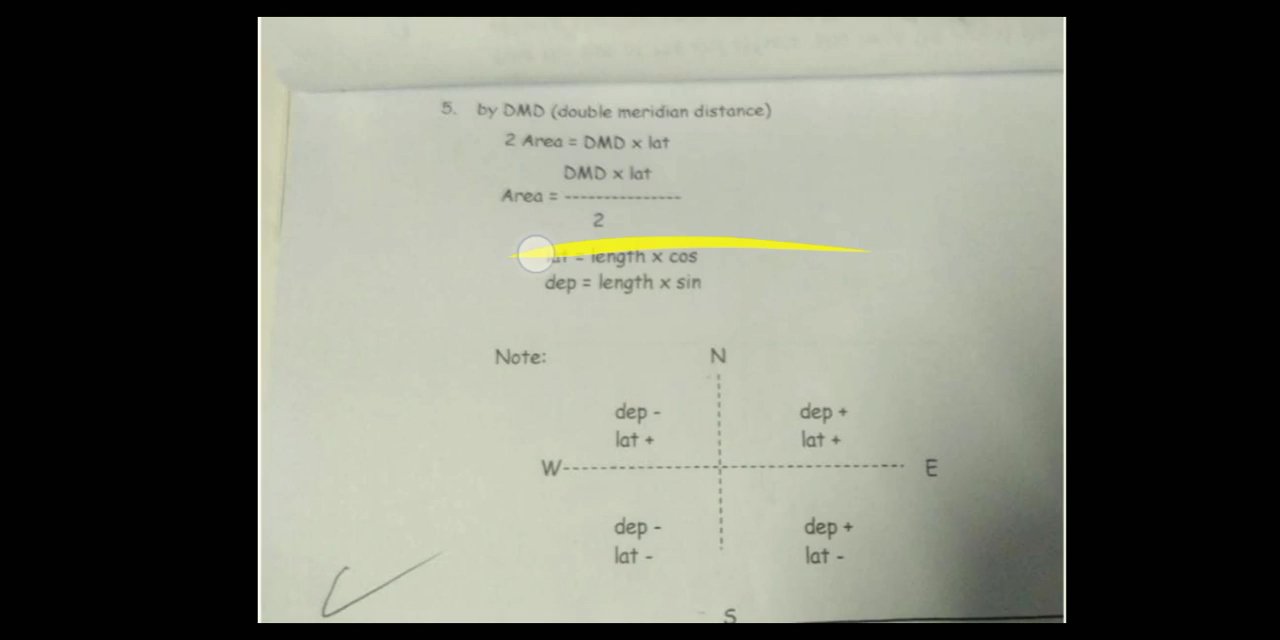 5. by DMD (double meridian distance)
2 Area = DMD x lat
DMD x lat
Area = ---------------
2
lat = length x cos
dep = length x sin
Note: N
dep - dep +
lat + lat +
W E
dep - dep +
lat - lat -
S